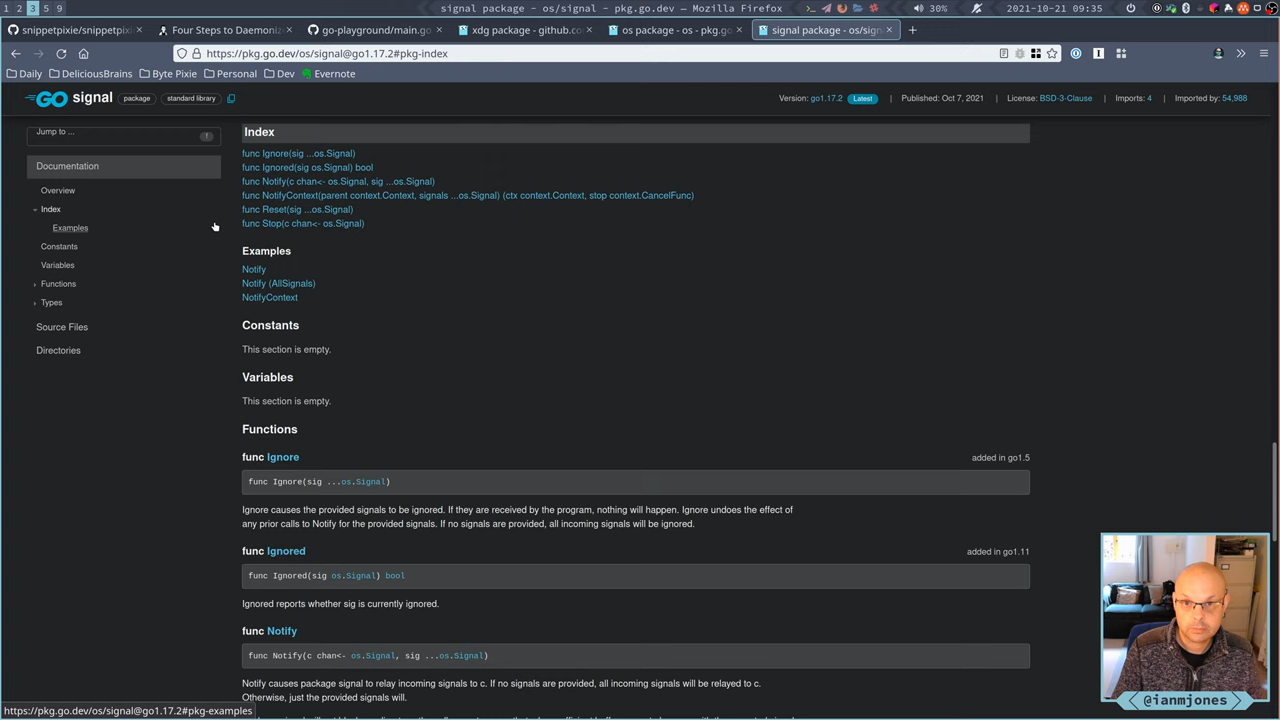 1 2 3 5 9
signal package - os/signal - pkg.go.dev — Mozilla Firefox
30%
2021-10-21
09:35
snippetpixie/snippetpixi
Four Steps to Daemoniz
go-playground/main.go
xdg package - github.co
os package - os - pkg.go
signal package - os/sign
https://pkg.go.dev/os/signal@go1.17.2#pkg-index
Daily
DeliciousBrains
Byte Pixie
Personal
Dev
Evernote
GO signal
package
standard library
Version: go1.17.2
Latest
Published: Oct 7, 2021
License: BSD-3-Clause
Imports: 4
Imported by: 54,988
Jump to ...
Documentation
Overview
Index
Examples
Constants
Variables
Functions
Types
Source Files
Directories
Index
func Ignore(sig ...os.Signal)
func Ignored(sig os.Signal) bool
func Notify(c chan<- os.Signal, sig ...os.Signal)
func NotifyContext(parent context.Context, signals ...os.Signal) (ctx context.Context, stop context.CancelFunc)
func Reset(sig ...os.Signal)
func Stop(c chan<- os.Signal)
Examples
Notify
Notify (AllSignals)
NotifyContext
Constants
This section is empty.
Variables
This section is empty.
Functions
func Ignore
added in go1.5
func Ignore(sig ...os.Signal)
Ignore causes the provided signals to be ignored. If they are received by the program, nothing will happen. Ignore undoes the effect of
any prior calls to Notify for the provided signals. If no signals are provided, all incoming signals will be ignored.
func Ignored
added in go1.11
func Ignored(sig os.Signal) bool
Ignored reports whether sig is currently ignored.
func Notify
func Notify(c chan<- os.Signal, sig ...os.Signal)
Notify causes package signal to relay incoming signals to c. If no signals are provided, all incoming signals will be relayed to c.
Otherwise, just the provided signals will.
https://pkg.go.dev/os/signal@go1.17.2#pkg-examples
@ianmjones